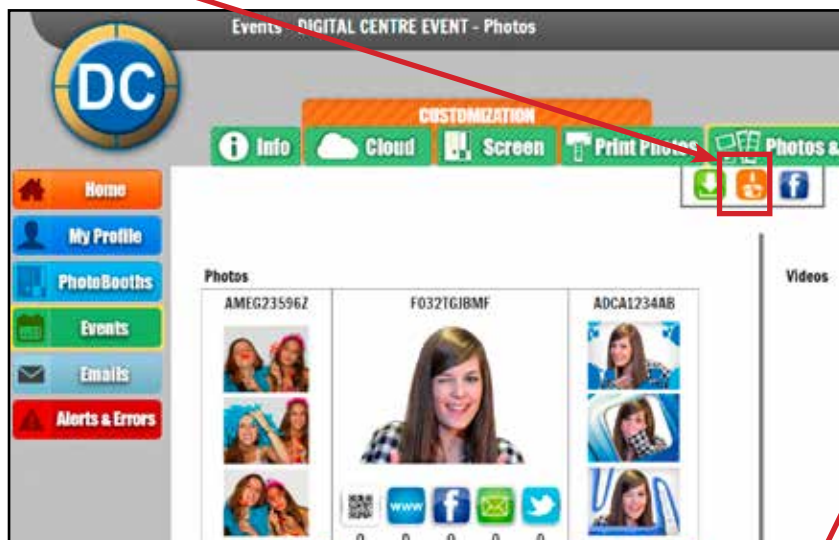 Events - DIGITAL CENTRE EVENT - Photos
DC
CUSTOMIZATION
Info
Cloud
Screen
Print Photos
Photos &
Home
My Profile
PhotoBooths
Events
Emails
Alerts & Errors
Photos
Videos
AMEG23596Z
F032TGJBMF
ADCA1234AB
www